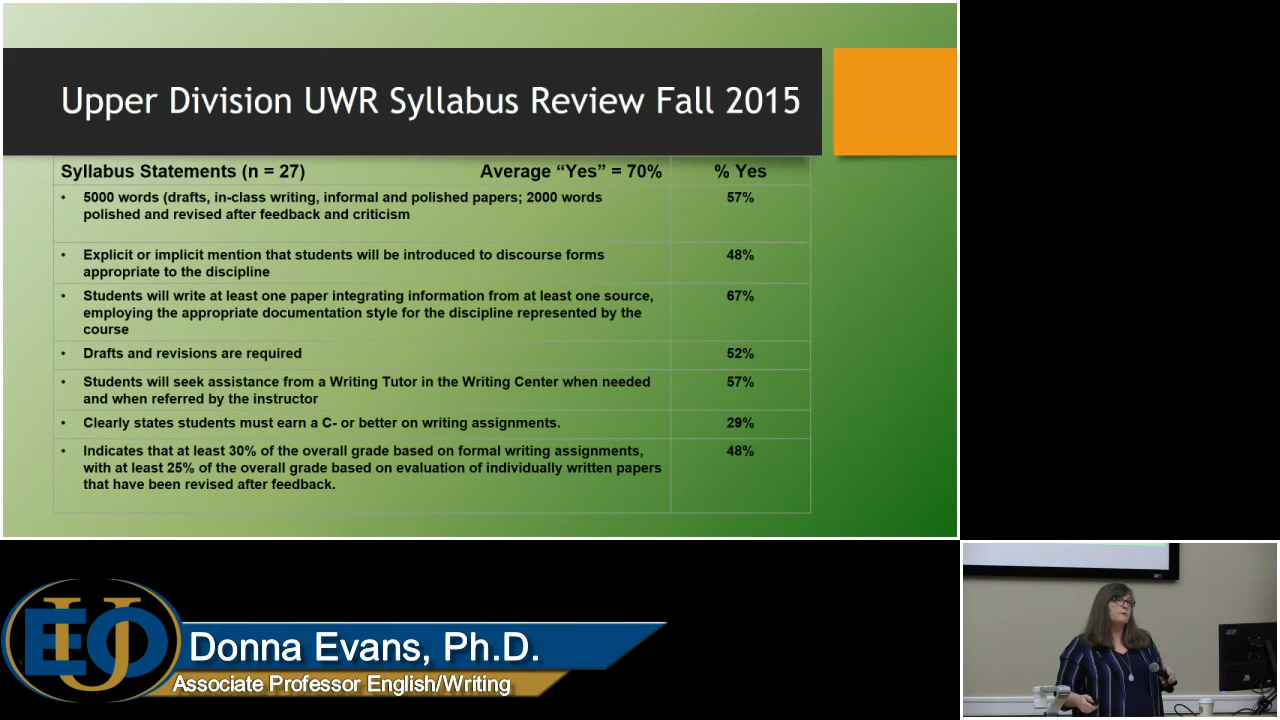 Upper Division UWR Syllabus Review Fall 2015
Syllabus Statements (n = 27) Average “Yes” = 70% % Yes
• 5000 words (drafts, in-class writing, informal and polished papers; 2000 words 57%
polished and revised after feedback and criticism
• Explicit or implicit mention that students will be introduced to discourse forms 48%
appropriate to the discipline
• Students will write at least one paper integrating information from at least one source, 67%
employing the appropriate documentation style for the discipline represented by the
course
• Drafts and revisions are required 52%
• Students will seek assistance from a Writing Tutor in the Writing Center when needed 57%
and when referred by the instructor
• Clearly states students must earn a C- or better on writing assignments. 29%
• Indicates that at least 30% of the overall grade based on formal writing assignments, 48%
with at least 25% of the overall grade based on evaluation of individually written papers
that have been revised after feedback.
EOU
Donna Evans, Ph.D.
Associate Professor English/Writing